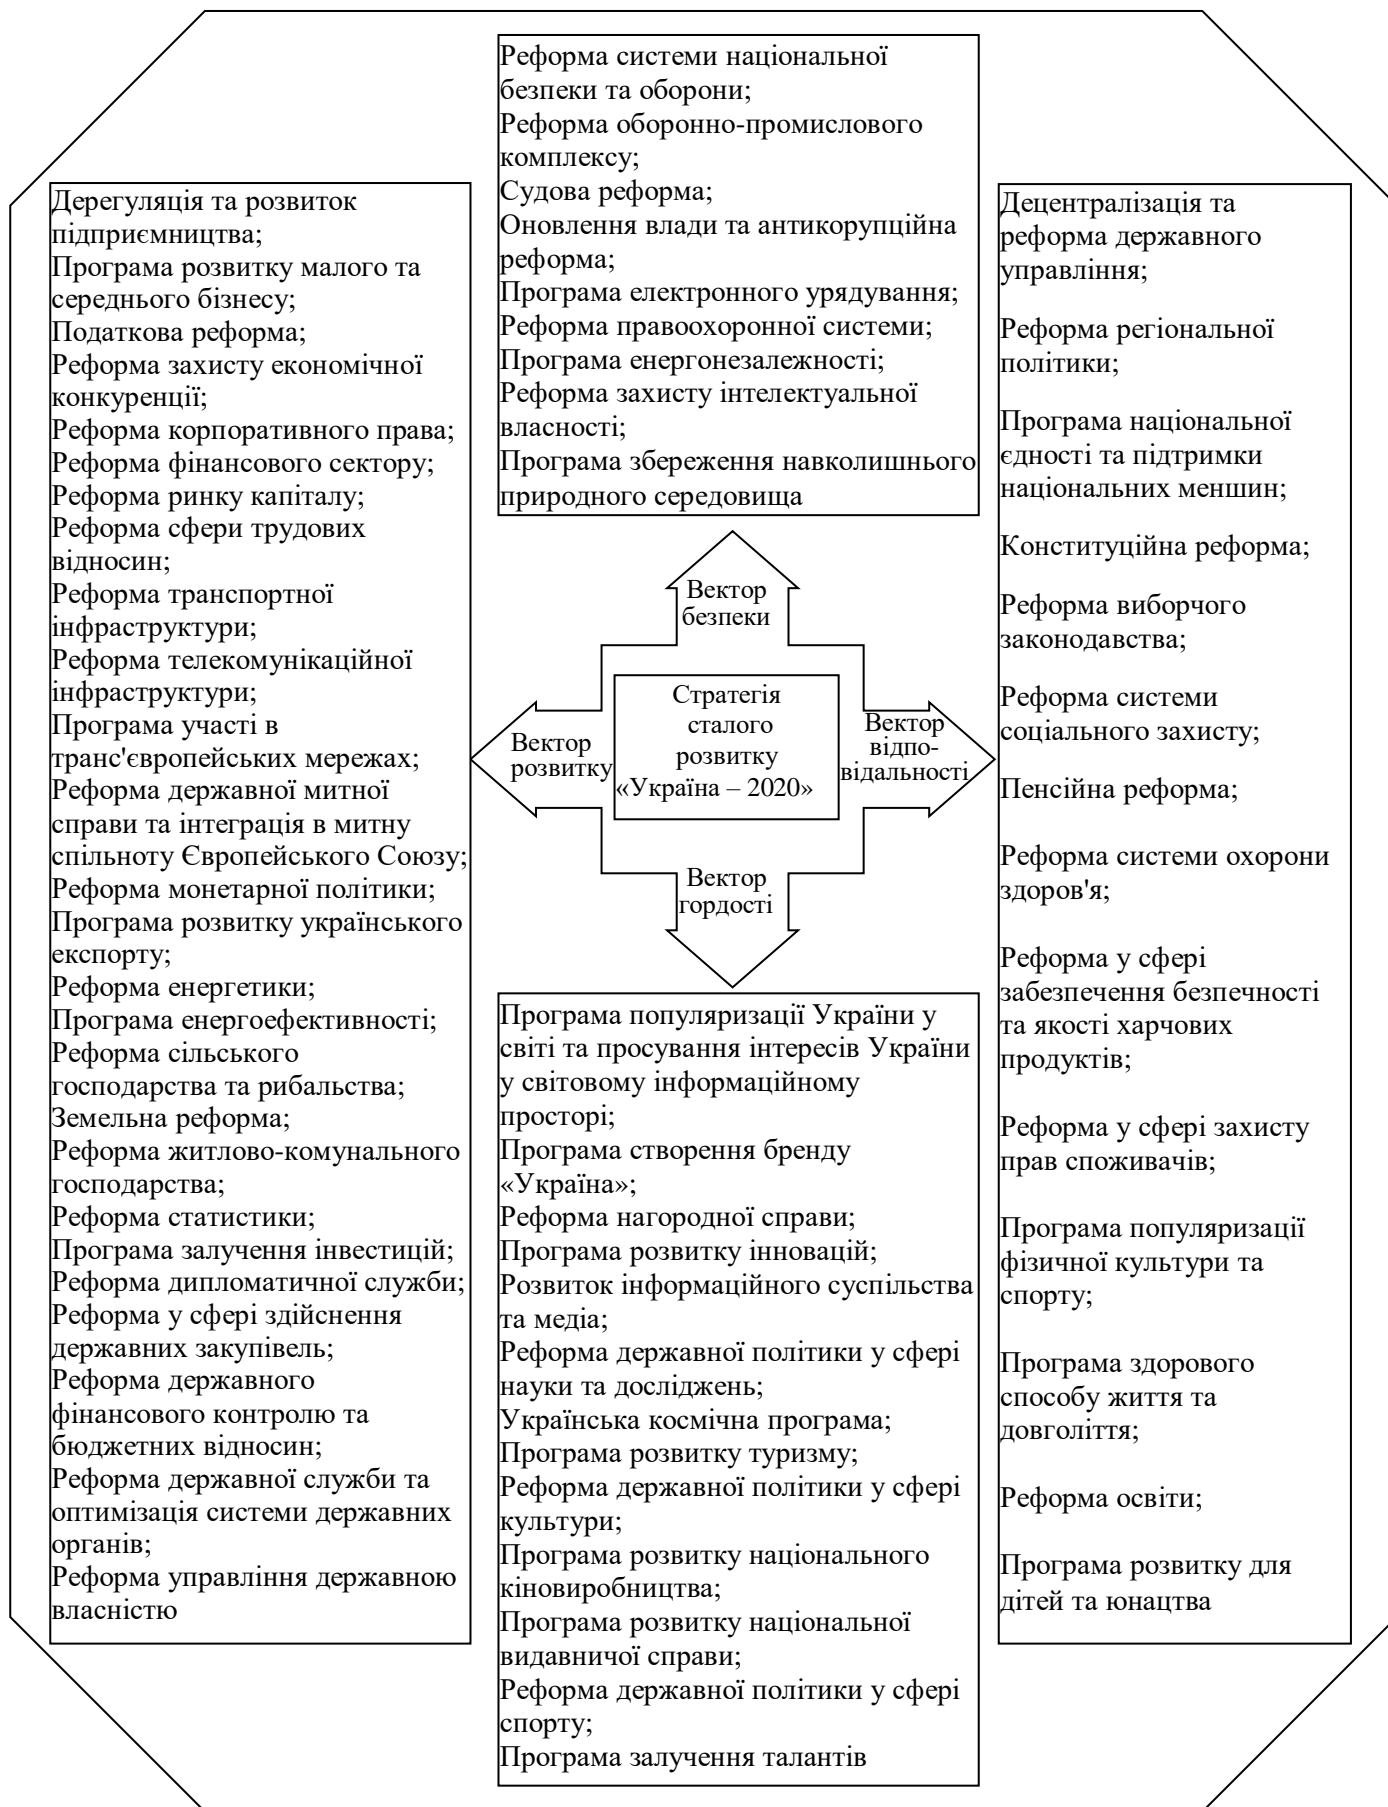 Реформа системи національної
безпеки та оборони;
Реформа оборонно-промислового
комплексу;
Судова реформа;
Оновлення влади та антикорупційна
реформа;
Програма електронного урядування;
Реформа правоохоронної системи;
Програма енергонезалежності;
Реформа захисту інтелектуальної
власності;
Програма збереження навколишнього
природного середовища
Дерегуляція та розвиток
підприємництва;
Програма розвитку малого та
середнього бізнесу;
Податкова реформа;
Реформа захисту економічної
конкуренції;
Реформа корпоративного права;
Реформа фінансового сектору;
Реформа ринку капіталу;
Реформа сфери трудових
відносин;
Реформа транспортної
інфраструктури;
Реформа телекомунікаційної
інфраструктури;
Програма участі в
транс'європейських мережах;
Реформа державної митної
справи та інтеграція в митну
спільноту Європейського Союзу;
Реформа монетарної політики;
Програма розвитку українського
експорту;
Реформа енергетики;
Програма енергоефективності;
Реформа сільського
господарства та рибальства;
Земельна реформа;
Реформа житлово-комунального
господарства;
Реформа статистики;
Програма залучення інвестицій;
Реформа дипломатичної служби;
Реформа у сфері здійснення
державних закупівель;
Реформа державного
фінансового контролю та
бюджетних відносин;
Реформа державної служби та
оптимізація системи державних
органів;
Реформа управління державною
власністю
Вектор
безпеки
Вектор
розвитку
Стратегія
сталого
розвитку
«Україна – 2020»
Вектор
відпо-
відальності
Вектор
гордості
Децентралізація та
реформа державного
управління;
Реформа регіональної
політики;
Програма національної
єдності та підтримки
національних меншин;
Конституційна реформа;
Реформа виборчого
законодавства;
Реформа системи
соціального захисту;
Пенсійна реформа;
Реформа системи охорони
здоров'я;
Реформа у сфері
забезпечення безпечності
та якості харчових
продуктів;
Реформа у сфері захисту
прав споживачів;
Програма популяризації
фізичної культури та
спорту;
Програма здорового
способу життя та
довголіття;
Реформа освіти;
Програма розвитку для
дітей та юнацтва
Програма популяризації України у
світі та просування інтересів України
у світовому інформаційному
просторі;
Програма створення бренду
«Україна»;
Реформа нагородної справи;
Програма розвитку інновацій;
Розвиток інформаційного суспільства
та медіа;
Реформа державної політики у сфері
науки та досліджень;
Українська космічна програма;
Програма розвитку туризму;
Реформа державної політики у сфері
культури;
Програма розвитку національного
кіновиробництва;
Програма розвитку національної
видавничої справи;
Реформа державної політики у сфері
спорту;
Програма залучення талантів